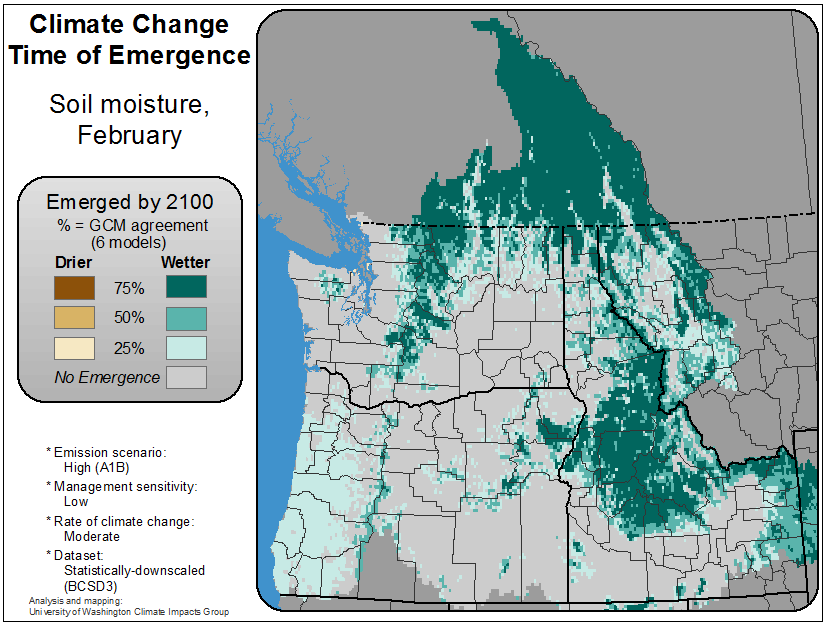 Climate Change
Time of Emergence
Soil moisture,
February
Emerged by 2100
% = GCM agreement
(6 models)
Drier Wetter
75%
50%
25%
No Emergence
* Emission scenario:
High (A1B)
* Management sensitivity:
Low
* Rate of climate change:
Moderate
* Dataset:
Statistically-downscaled
(BCSD3)
Analysis and mapping:
University of Washington Climate Impacts Group